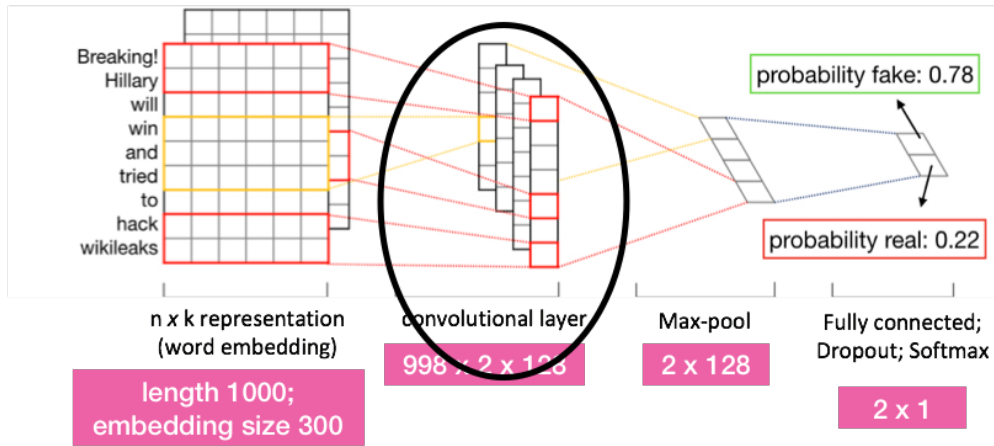 Breaking!
Hillary
will
win
and
tried
to
hack
wikileaks
probability fake: 0.78
probability real: 0.22
n x k representation
(word embedding)
convolutional layer
Max-pool
Fully connected;
Dropout; Softmax
length 1000;
embedding size 300
998 x 2 x 128
2 x 128
2 x 1